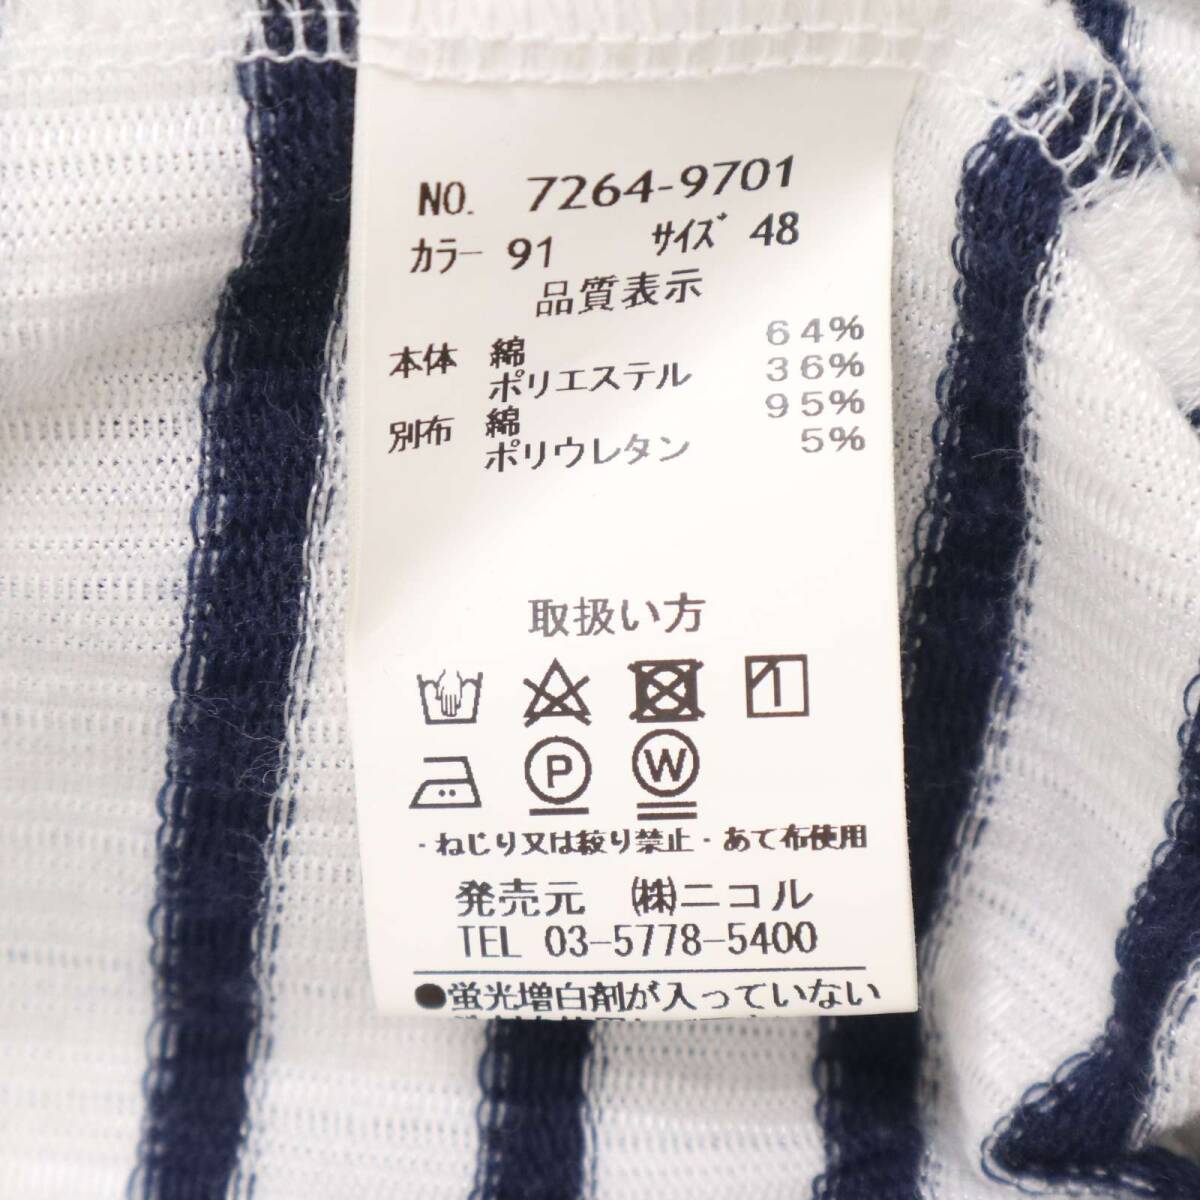 NO. 7264-9701
カラー 91 サイズ 48
品質表示
本体 綿 64%
ポリエステル 36%
別布 綿 95%
ポリウレタン 5%
取扱い方
P W
・ねじり又は絞り禁止・あて布使用
発売元 ㈱ニコル
TEL 03-5778-5400
●蛍光増白剤が入っていない